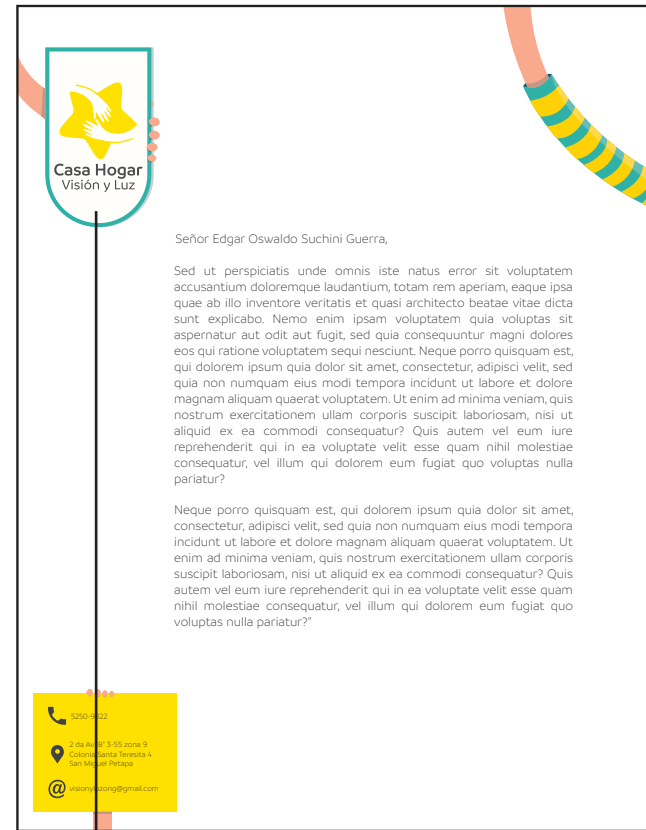 Casa Hogar
Visión y Luz
Señor Edgar Oswaldo Suchini Guerra,
Sed ut perspiciatis unde omnis iste natus error sit voluptatem
accusantium doloremque laudantium, totam rem aperiam, eaque ipsa
quae ab illo inventore veritatis et quasi architecto beatae vitae dicta
sunt explicabo. Nemo enim ipsam voluptatem quia voluptas sit
aspernatur aut odit aut fugit, sed quia consequuntur magni dolores
eos qui ratione voluptatem sequi nesciunt. Neque porro quisquam est,
qui dolorem ipsum quia dolor sit amet, consectetur, adipisci velit, sed
quia non numquam eius modi tempora incidunt ut labore et dolore
magnam aliquam quaerat voluptatem. Ut enim ad minima veniam, quis
nostrum exercitationem ullam corporis suscipit laboriosam, nisi ut
aliquid ex ea commodi consequatur? Quis autem vel eum iure
reprehenderit qui in ea voluptate velit esse quam nihil molestiae
consequatur, vel illum qui dolorem eum fugiat quo voluptas nulla
pariatur?
Neque porro quisquam est, qui dolorem ipsum quia dolor sit amet,
consectetur, adipisci velit, sed quia non numquam eius modi tempora
incidunt ut labore et dolore magnam aliquam quaerat voluptatem. Ut
enim ad minima veniam, quis nostrum exercitationem ullam corporis
suscipit laboriosam, nisi ut aliquid ex ea commodi consequatur? Quis
autem vel eum iure reprehenderit qui in ea voluptate velit esse quam
nihil molestiae consequatur, vel illum qui dolorem eum fugiat quo
voluptas nulla pariatur?"
2 da 3-55 zona 9
Colonia Santa Teresita 4
San Miguel Petapa
@ visionyluzong@gmail.com